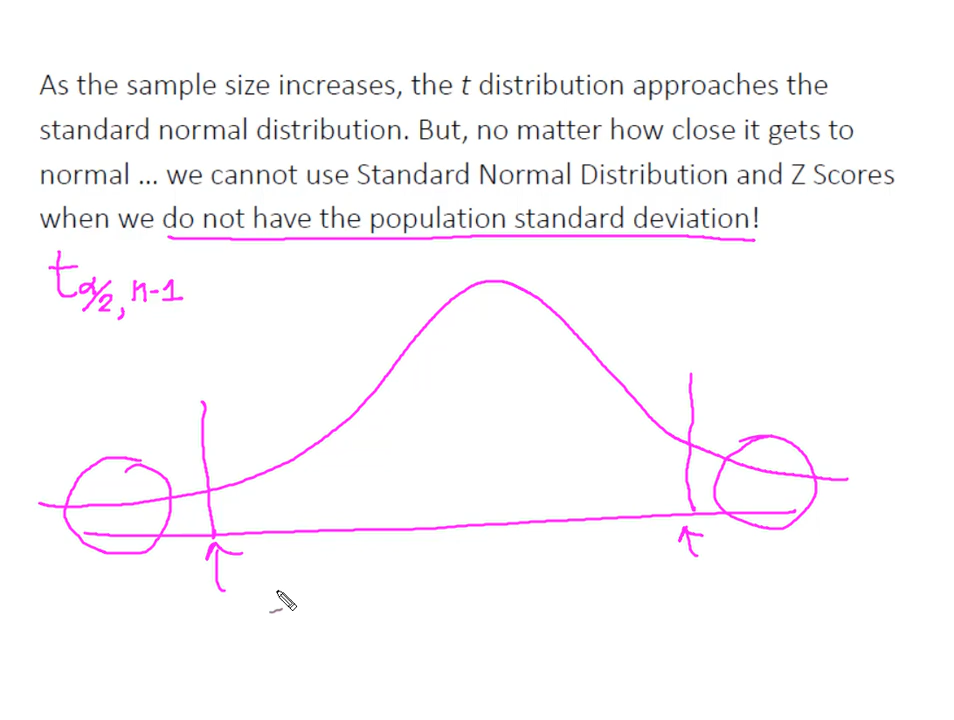 As the sample size increases, the t distribution approaches the
standard normal distribution. But, no matter how close it gets to
normal ... we cannot use Standard Normal Distribution and Z Scores
when we do not have the population standard deviation!
t α/2, n-1